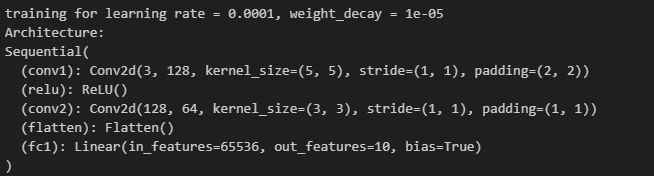 training for learning rate = 0.0001, weight_decay = 1e-05
Architecture:
Sequential(
  (conv1): Conv2d(3, 128, kernel_size=(5, 5), stride=(1, 1), padding=(2, 2))
  (relu): ReLU()
  (conv2): Conv2d(128, 64, kernel_size=(3, 3), stride=(1, 1), padding=(1, 1))
  (flatten): Flatten()
  (fc1): Linear(in_features=65536, out_features=10, bias=True)
)